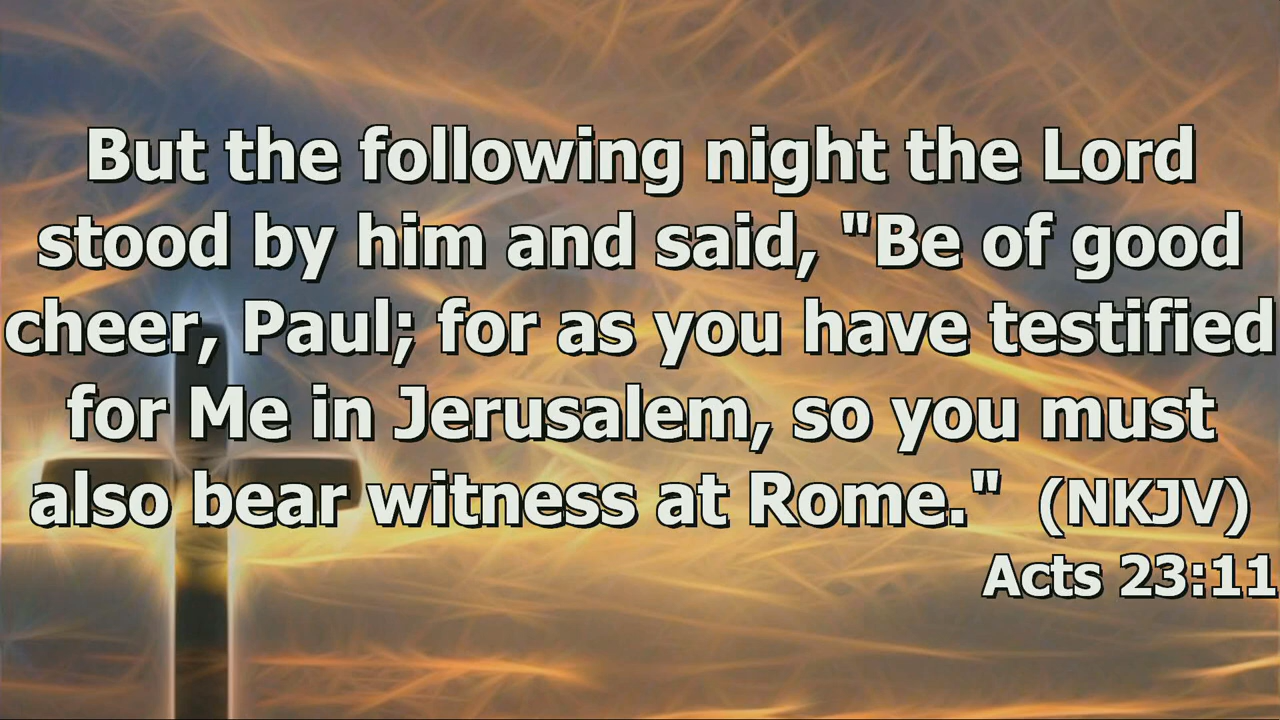 But the following night the Lord
stood by him and said, "Be of good
cheer, Paul; for as you have testified
for Me in Jerusalem, so you must
also bear witness at Rome." (NKJV)
Acts 23:11